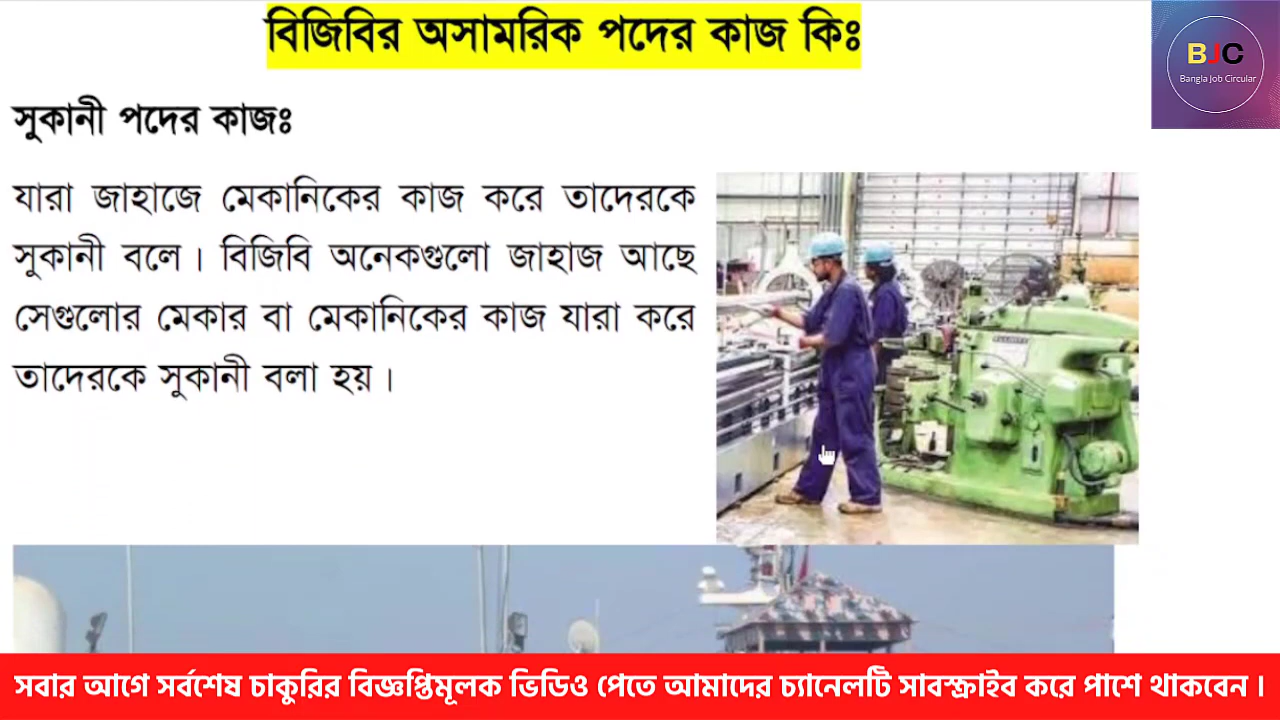 বিজিবির অসামরিক পদের কাজ কিঃ
BJC
Bangla Job Circular
সুকানী পদের কাজঃ
যারা জাহাজে মেকানিকের কাজ করে তাদেরকে
সুকানী বলে। বিজিবি অনেকগুলো জাহাজ আছে
সেগুলোর মেকার বা মেকানিকের কাজ যারা করে
তাদেরকে সুকানী বলা হয়।
সবার আগে সর্বশেষ চাকুরির বিজ্ঞপ্তিমূলক ভিডিও পেতে আমাদের চ্যানেলটি সাবস্ক্রাইব করে পাশে থাকবেন।